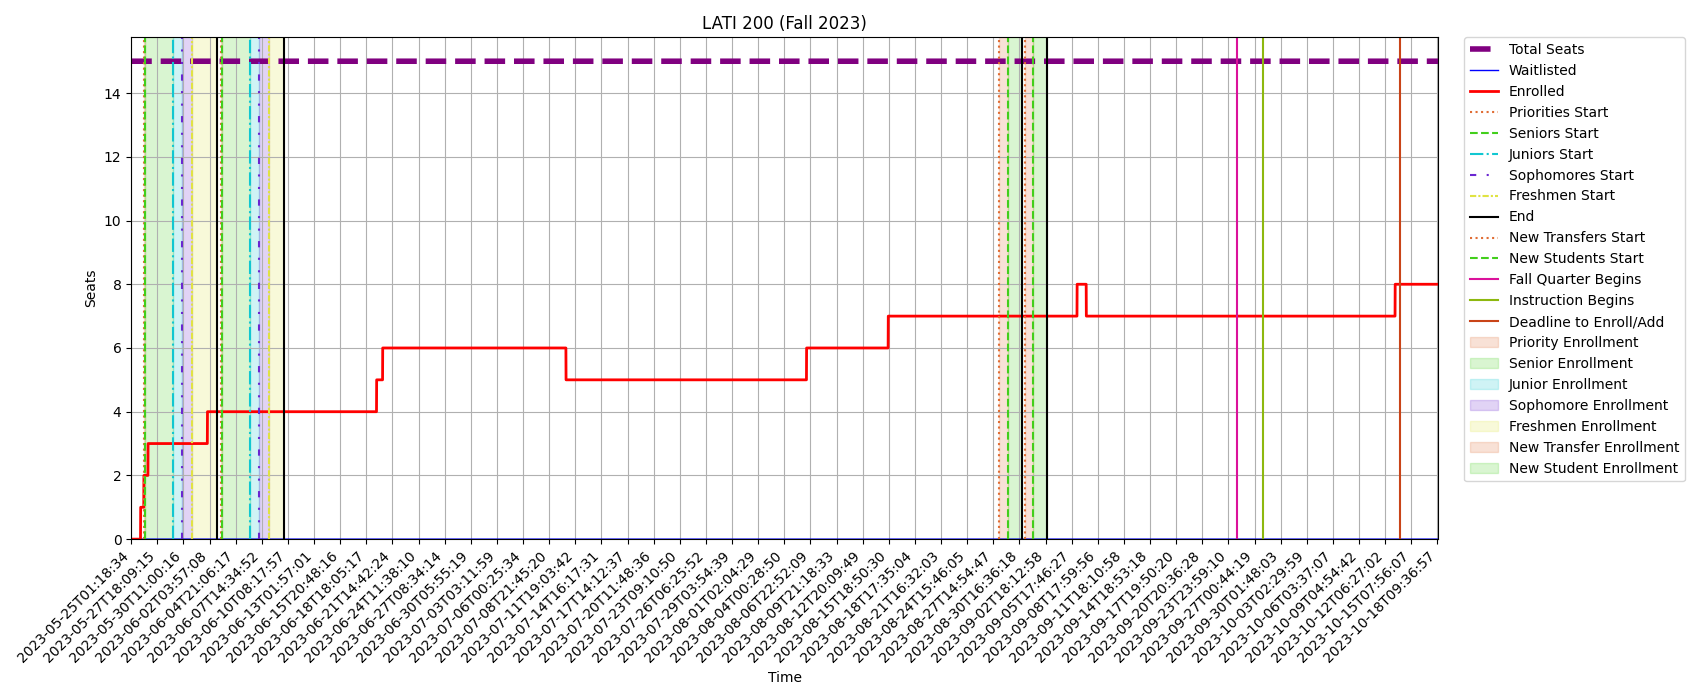 LATI 200 (Fall 2023)
Seats
14
12
10
8
6
4
2
0
2023-05-25T01:18:34
2023-05-27T18:09:15
2023-05-30T11:00:16
2023-06-02T03:57:08
2023-06-04T21:06:17
2023-06-07T14:34:52
2023-06-10T08:17:57
2023-06-13T01:57:01
2023-06-15T20:48:16
2023-06-18T18:05:17
2023-06-21T14:42:24
2023-06-24T11:38:10
2023-06-27T08:34:14
2023-06-30T05:55:19
2023-07-03T03:11:59
2023-07-06T00:25:34
2023-07-08T21:45:20
2023-07-11T19:03:42
2023-07-14T16:17:31
2023-07-17T14:12:37
2023-07-20T11:48:36
2023-07-23T09:10:50
2023-07-26T06:25:52
2023-07-29T03:54:39
2023-08-01T02:04:29
2023-08-04T00:28:50
2023-08-06T22:52:09
2023-08-09T21:18:33
2023-08-12T20:09:49
2023-08-15T18:50:30
2023-08-18T17:35:04
2023-08-21T16:32:03
2023-08-24T15:46:05
2023-08-27T14:54:47
2023-08-30T16:36:18
2023-09-02T18:12:58
2023-09-05T17:46:27
2023-09-08T17:59:56
2023-09-11T18:10:58
2023-09-14T18:53:18
2023-09-17T19:50:20
2023-09-20T20:36:28
2023-09-23T23:59:10
2023-09-27T00:44:19
2023-09-30T01:48:03
2023-10-03T02:29:59
2023-10-06T03:37:07
2023-10-09T04:54:42
2023-10-12T06:27:02
2023-10-15T07:56:07
2023-10-18T09:36:57
Time
Total Seats
Waitlisted
Enrolled
Priorities Start
Seniors Start
Juniors Start
Sophomores Start
Freshmen Start
End
New Transfers Start
New Students Start
Fall Quarter Begins
Instruction Begins
Deadline to Enroll/Add
Priority Enrollment
Senior Enrollment
Junior Enrollment
Sophomore Enrollment
Freshmen Enrollment
New Transfer Enrollment
New Student Enrollment